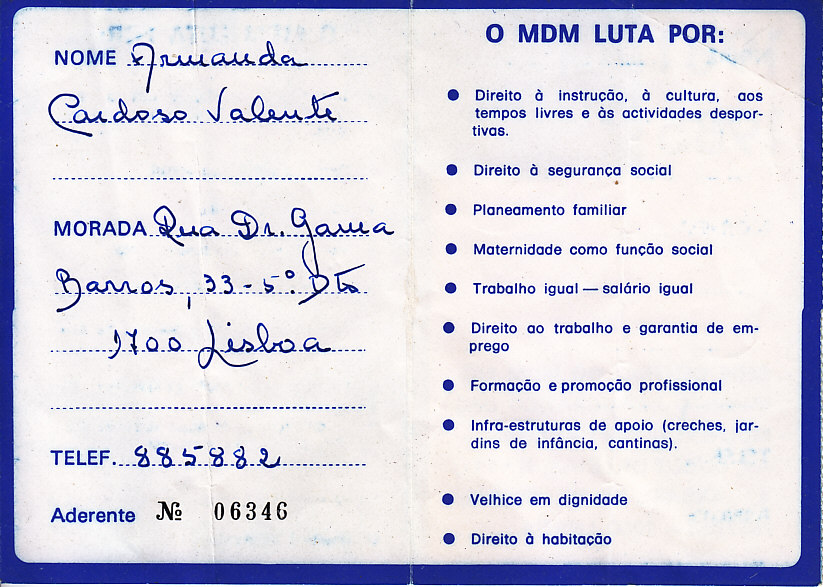 NOME Armanda
Cardoso Valente
MORADA Rua Dr. Gama
Barros, 33-5º Dto
1700 Lisboa
TELEF. 885882
Aderente Nº 06346
O MDM LUTA POR:
● Direito à instrução, à cultura, aos
tempos livres e às actividades despor-
tivas.
● Direito à segurança social
● Planeamento familiar
● Maternidade como função social
● Trabalho igual — salário igual
● Direito ao trabalho e garantia de em-
prego
● Formação e promoção profissional
● Infra-estruturas de apoio (creches, jar-
dins de infância, cantinas).
● Velhice em dignidade
● Direito à habitação